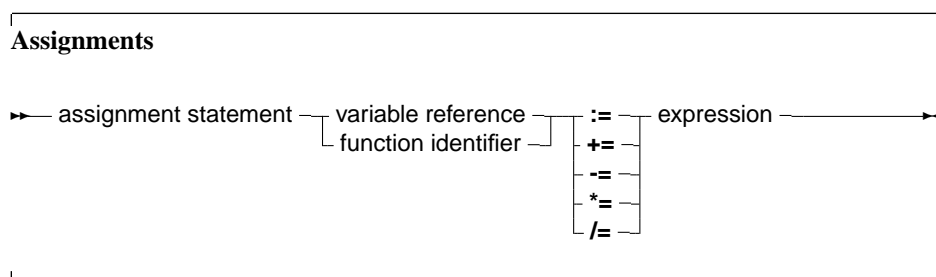 Assignments
assignment statement variable reference := expression
function identifier +=
-=
*=
/=